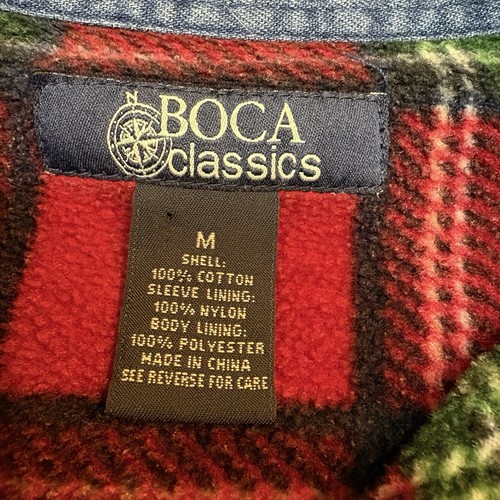 N
BOCA
classics
M
SHELL:
100% COTTON
SLEEVE LINING:
100% NYLON
BODY LINING:
100% POLYESTER
MADE IN CHINA
SEE REVERSE FOR CARE